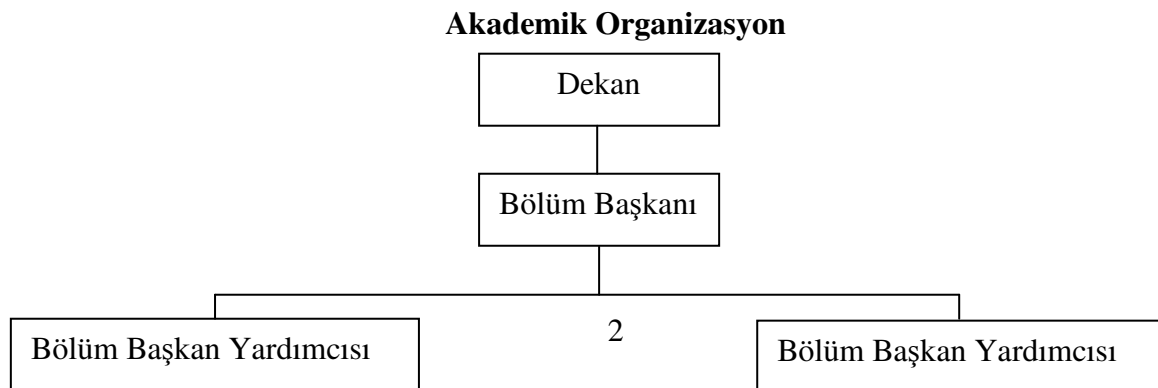 Akademik Organizasyon
Dekan
Bölüm Başkanı
2
Bölüm Başkan Yardımcısı
Bölüm Başkan Yardımcısı